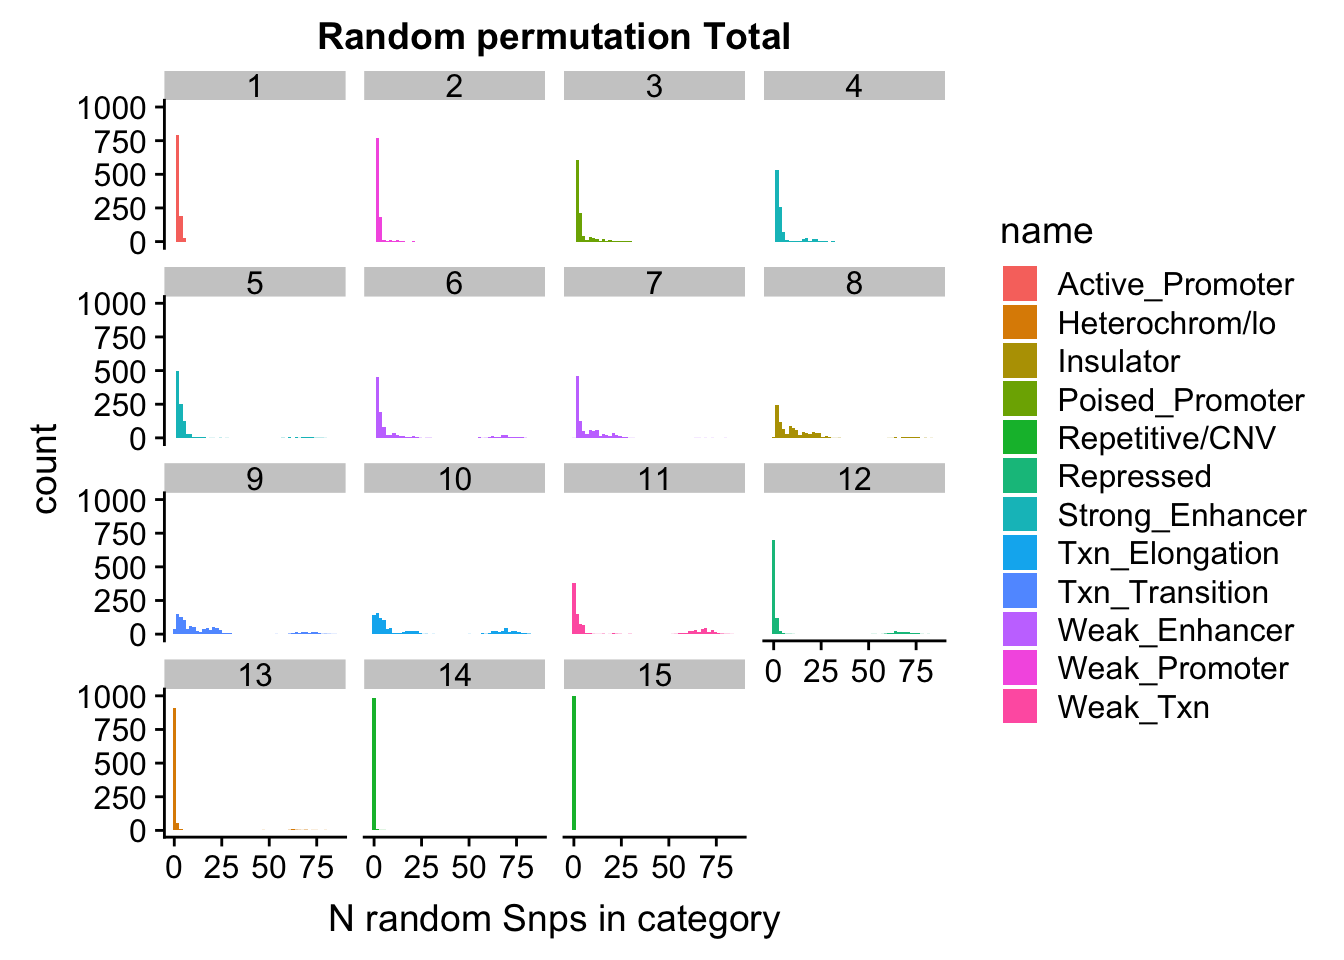 Random permutation Total
1 2 3 4
1000
750
500
250
0
5 6 7 8
1000
750
500
250
0
count
9 10 11 12
1000
750
500
250
0
0 25 50 75
13 14 15
1000
750
500
250
0
0 25 50 75 0 25 50 75 0 25 50 75
N random Snps in category
name
Active_Promoter
Heterochrom/lo
Insulator
Poised_Promoter
Repetitive/CNV
Repressed
Strong_Enhancer
Txn_Elongation
Txn_Transition
Weak_Enhancer
Weak_Promoter
Weak_Txn